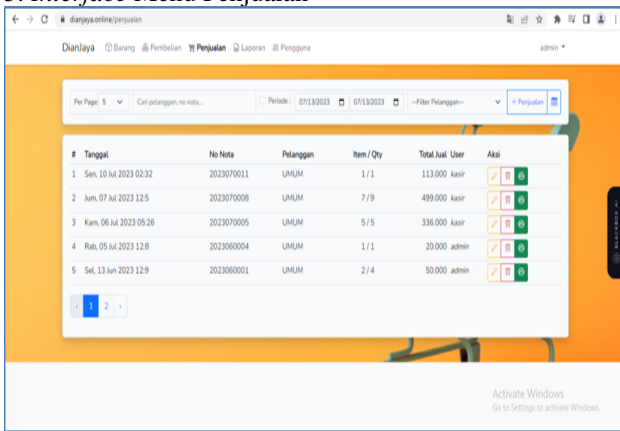 3. Interface Menu Penjualan
dianjaya.online/penjualan
DianJaya Barang Pembelian Penjualan Laporan Pengguna admin
Per Page 5 Cari pelanggan, no nota... Periode : 07/13/2023 07/13/2023 --Filter Pelanggan-- + Penjualan
# Tanggal No Nota Pelanggan Item / Qty Total Jual User Aksi
1 Sen, 10 Jul 2023 02:32 2023070011 UMUM 1 / 1 113.000 kasir
2 Jum, 07 Jul 2023 12:5 2023070008 UMUM 7 / 9 499.000 kasir
3 Kam, 06 Jul 2023 05:26 2023070005 UMUM 5 / 5 336.000 kasir
4 Rab, 05 Jul 2023 12:8 2023060004 UMUM 1 / 1 20.000 admin
5 Sel, 13 Jun 2023 12:9 2023060001 UMUM 2 / 4 50.000 admin
‹ 1 2 ›
BLACKBOX AI
Activate Windows
Go to Settings to activate Windows.